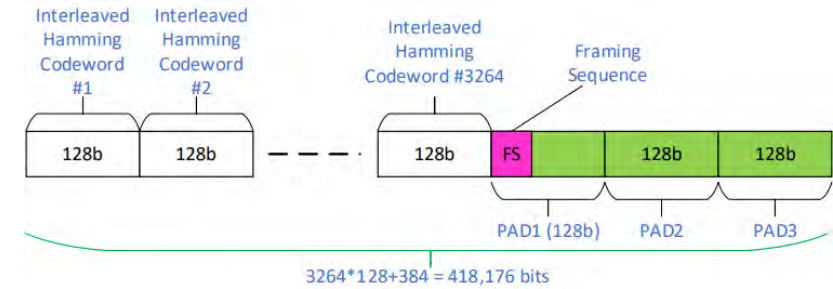 Interleaved
Hamming
Codeword
#1
Interleaved
Hamming
Codeword
#2
Interleaved
Hamming
Codeword #3264
Framing
Sequence
128b
128b
128b
FS
128b
128b
PAD1 (128b)
PAD2
PAD3
3264*128+384 = 418,176 bits